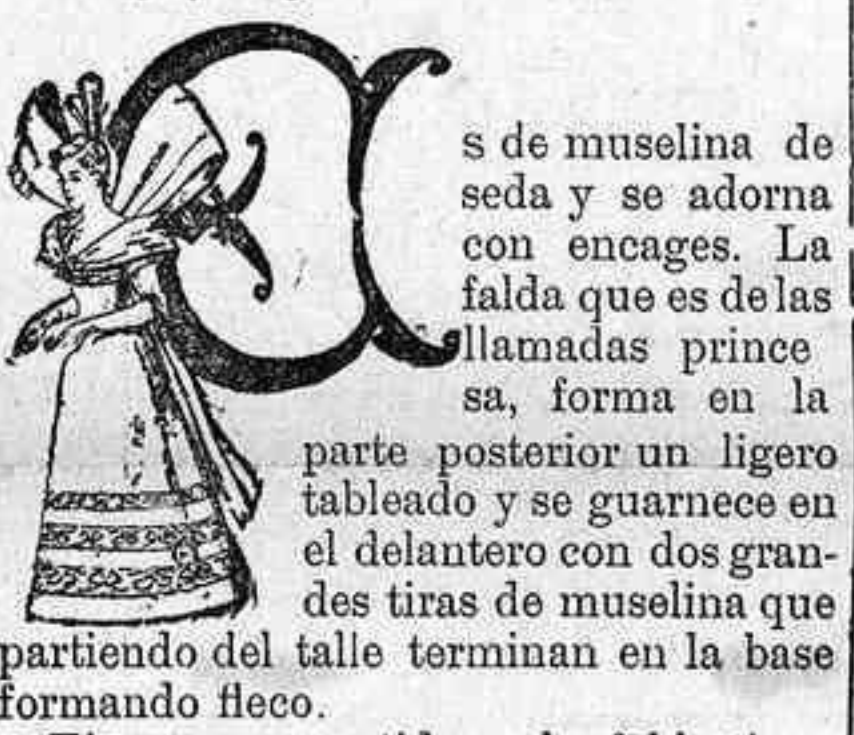 s de muselina de
seda y se adorna
con encages. La
falda que es de las
llamadas prince
sa, forma en la
parte posterior un ligero
tableado y se guarnece en
el delantero con dos gran-
des tiras de muselina que
partiendo del talle terminan en la base
formando fleco.